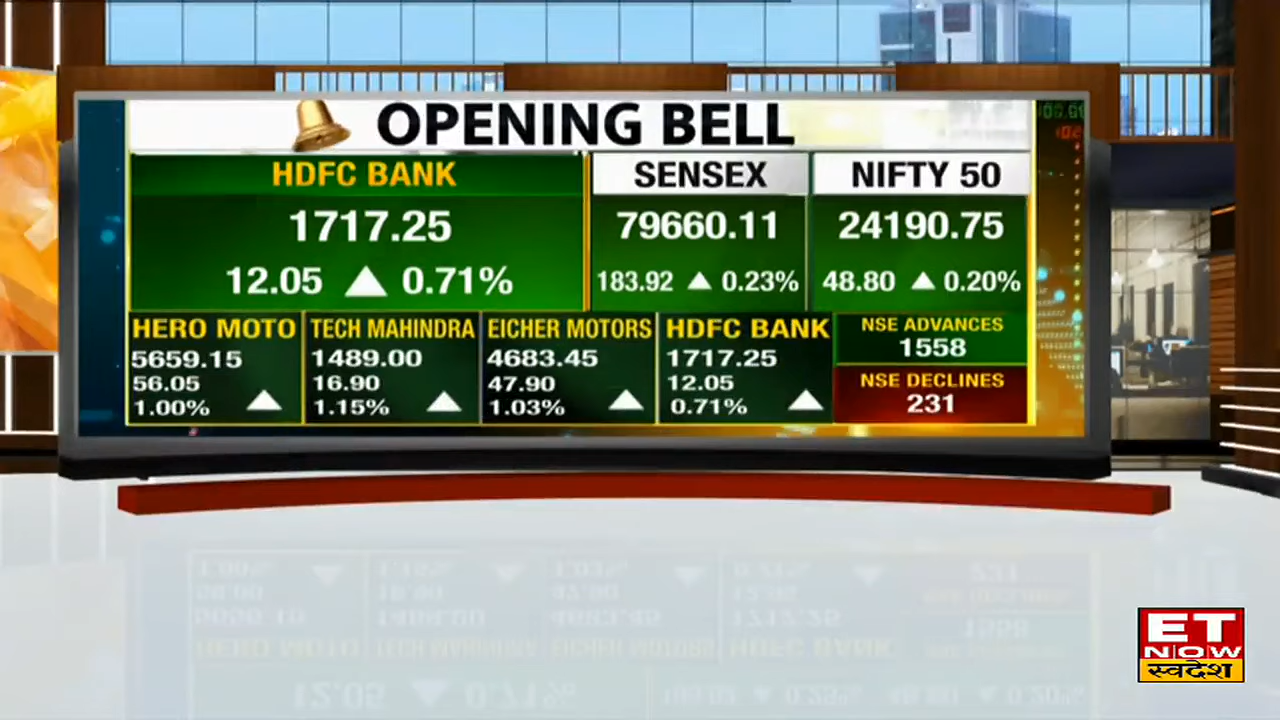 OPENING BELL
HDFC BANK
1717.25
12.05 ▲ 0.71%
SENSEX
79660.11
183.92 ▲ 0.23%
NIFTY 50
24190.75
48.80 ▲ 0.20%
HERO MOTO
5659.15
56.05
1.00% ▲
TECH MAHINDRA
1489.00
16.90
1.15% ▲
EICHER MOTORS
4683.45
47.90
1.03% ▲
HDFC BANK
1717.25
12.05
0.71% ▲
NSE ADVANCES
1558
NSE DECLINES
231
ET
NOW
स्वदेश